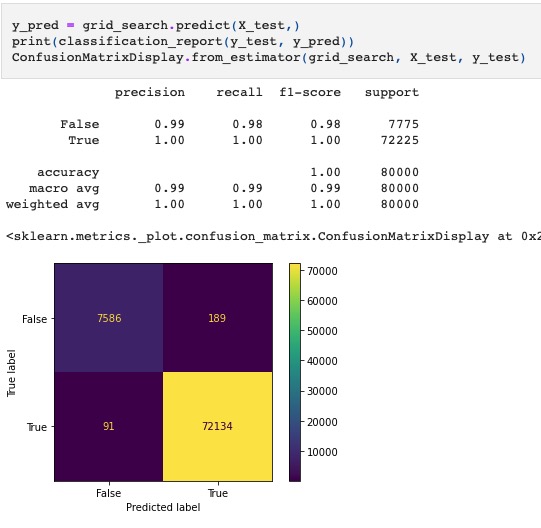 y_pred = grid_search.predict(X_test,)
print(classification_report(y_test, y_pred))
ConfusionMatrixDisplay.from_estimator(grid_search, X_test, y_test)
precision recall f1-score support
False 0.99 0.98 0.98 7775
True 1.00 1.00 1.00 72225
accuracy 1.00 80000
macro avg 0.99 0.99 0.99 80000
weighted avg 1.00 1.00 1.00 80000
<sklearn.metrics._plot.confusion_matrix.ConfusionMatrixDisplay at 0x2
70000
60000
50000
40000
30000
20000
10000
True label
False 7586 189
True 91 72134
False True
Predicted label